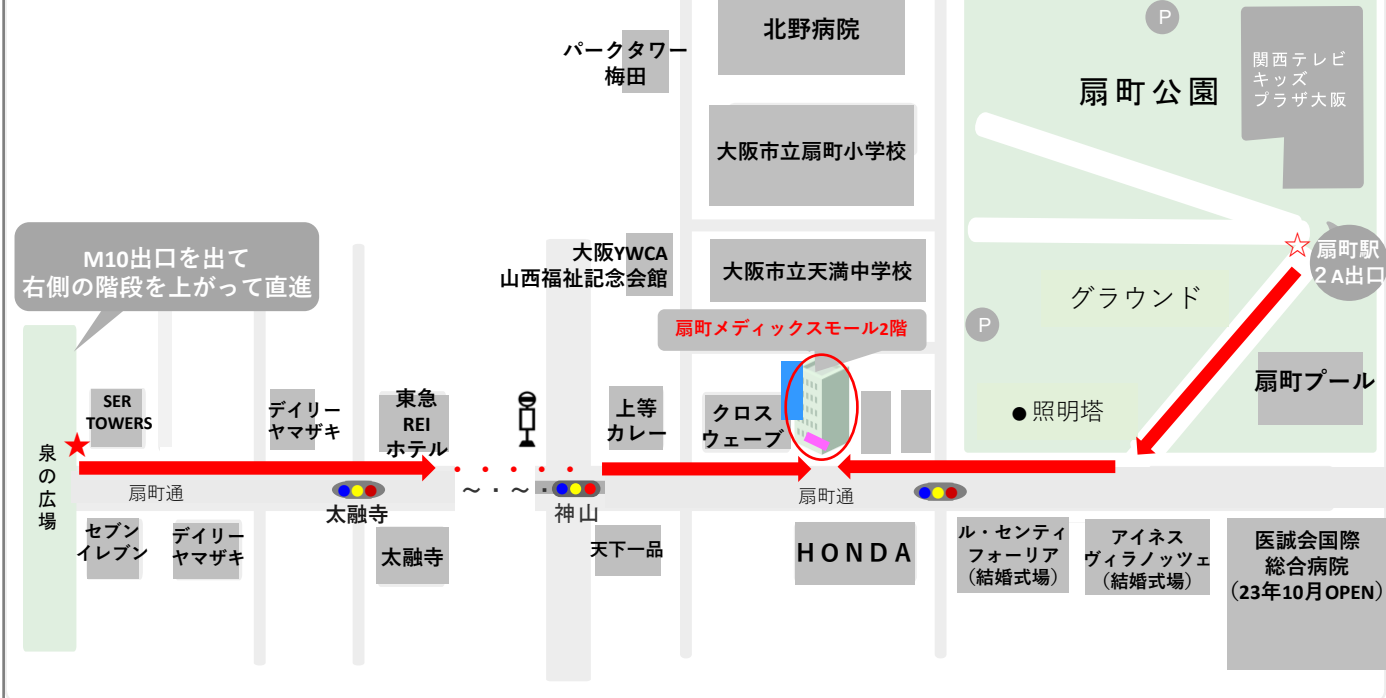 北野病院
パークタワー
梅田
P
関西テレビ
キッズ
プラザ大阪
扇町公園
大阪市立扇町小学校
M10出口を出て
右側の階段を上がって直進
大阪YWCA
山西福祉記念会館
大阪市立天満中学校
扇町駅
２A出口
グラウンド
P
扇町メディックスモール2階
扇町プール
SER
TOWERS
デイリー
ヤマザキ
東急
REI
ホテル
上等
カレー
クロス
ウェーブ
照明塔
泉の広場
扇町通
太融寺
～・～・
神山
扇町通
セブン
イレブン
デイリー
ヤマザキ
太融寺
天下一品
HONDA
ル・センティ
フォーリア
（結婚式場）
アイネス
ヴィラノッツェ
（結婚式場）
医誠会国際
総合病院
（23年10月OPEN）